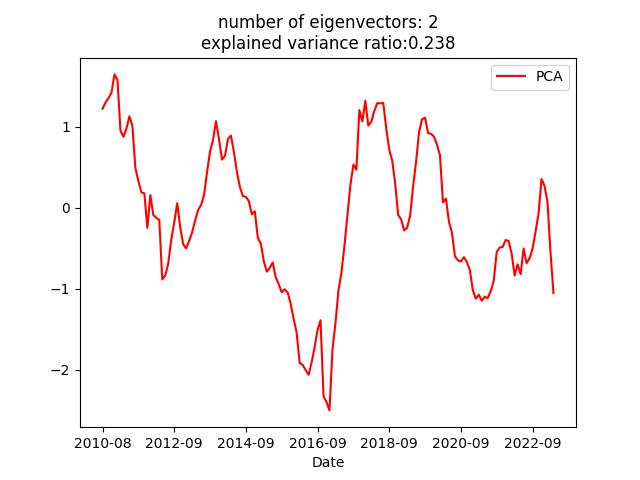 number of eigenvectors: 2
explained variance ratio:0.238
PCA
1
0
−1
−2
2010-08 2012-09 2014-09 2016-09 2018-09 2020-09 2022-09
Date